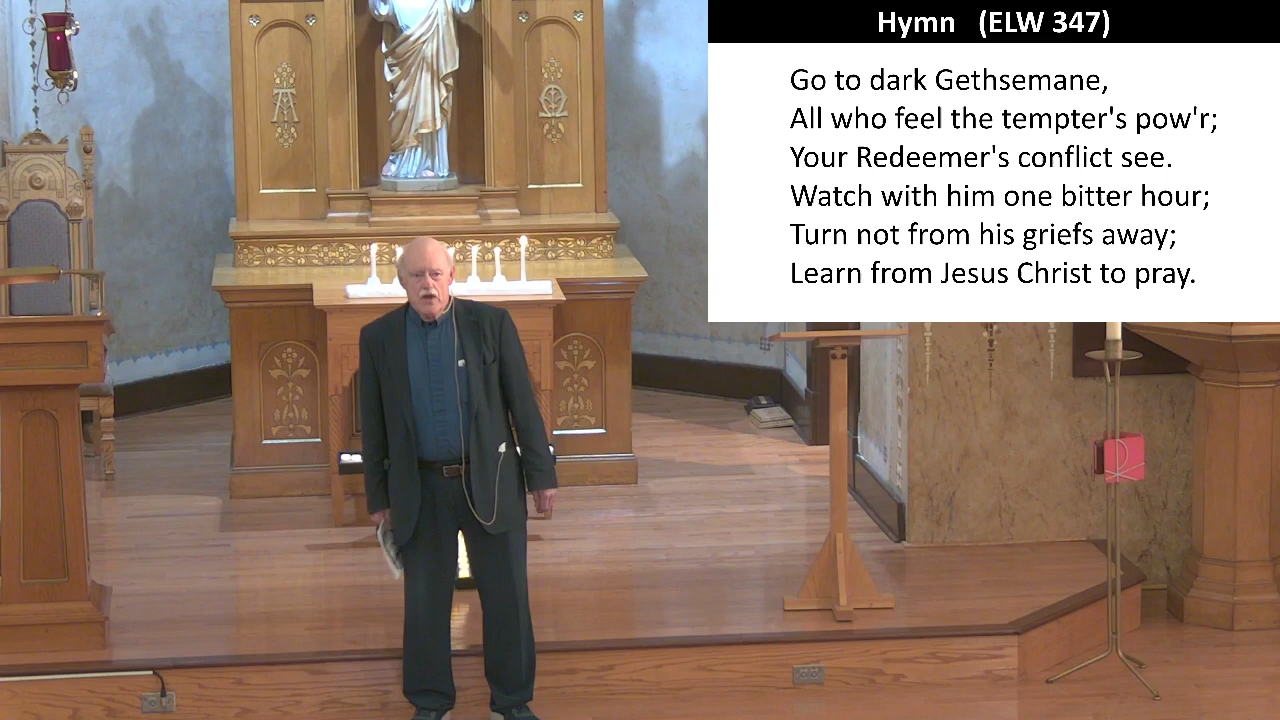 Hymn (ELW 347)
Go to dark Gethsemane,
All who feel the tempter's pow'r;
Your Redeemer's conflict see.
Watch with him one bitter hour;
Turn not from his griefs away;
Learn from Jesus Christ to pray.